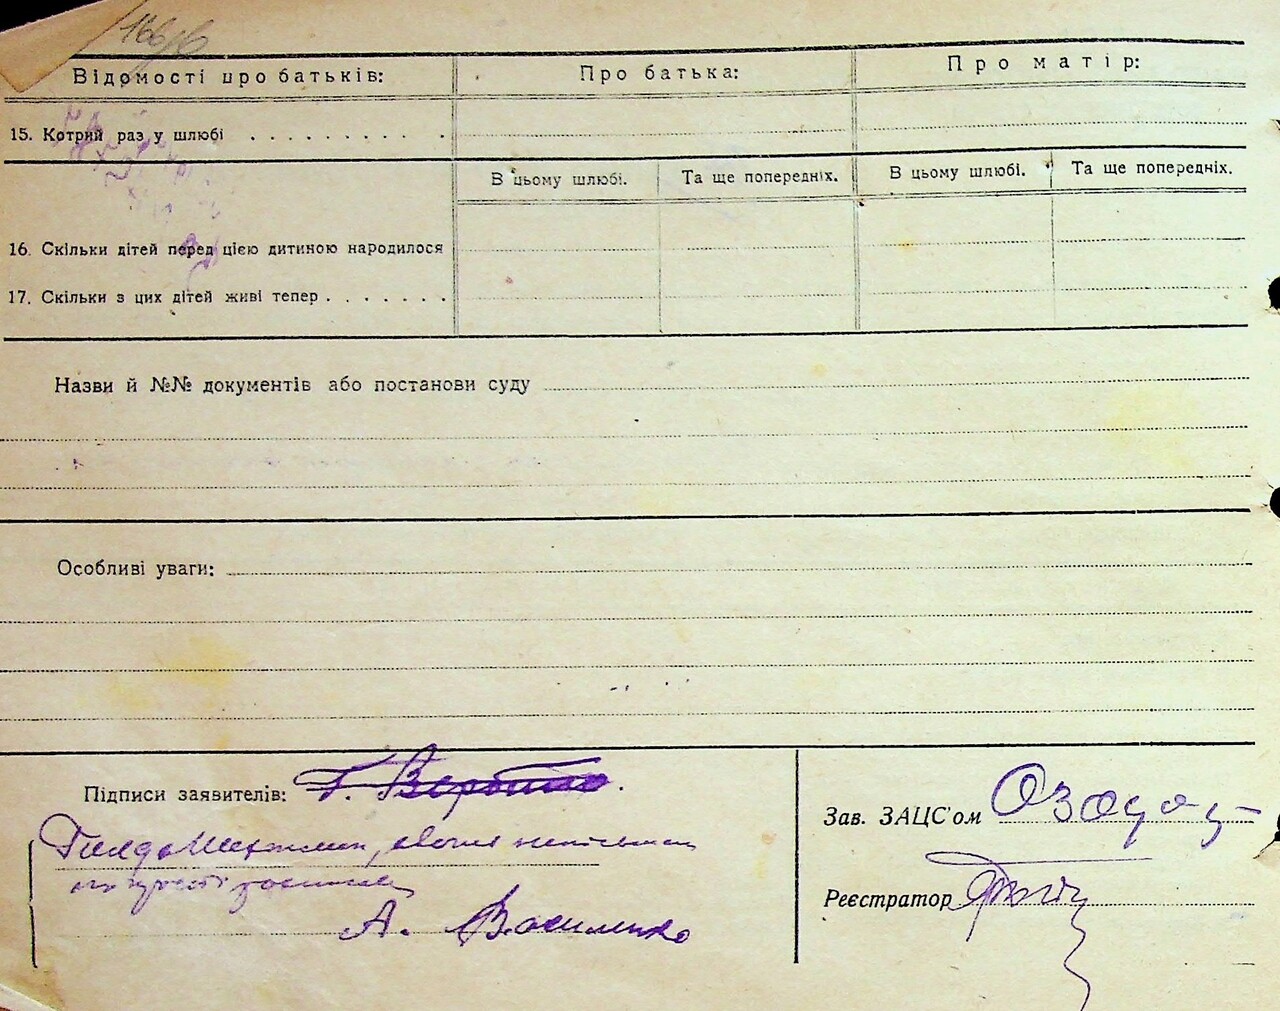 Відомості про батьків:
Про батька:
Про матір:
15. Котрий раз у шлюбі . . . . . . . . . .
В цьому шлюбі.
Та ще попередніх.
В цьому шлюбі.
Та ще попередніх.
16. Скільки дітей перед цією дитиною народилося
17. Скільки з цих дітей живі тепер . . . . . . .
Назви й №№ документів або постанови суду
Особливі уваги:
Підписи заявителів:
А. Василенко
Зав. ЗАЦС'ом
Реєстратор